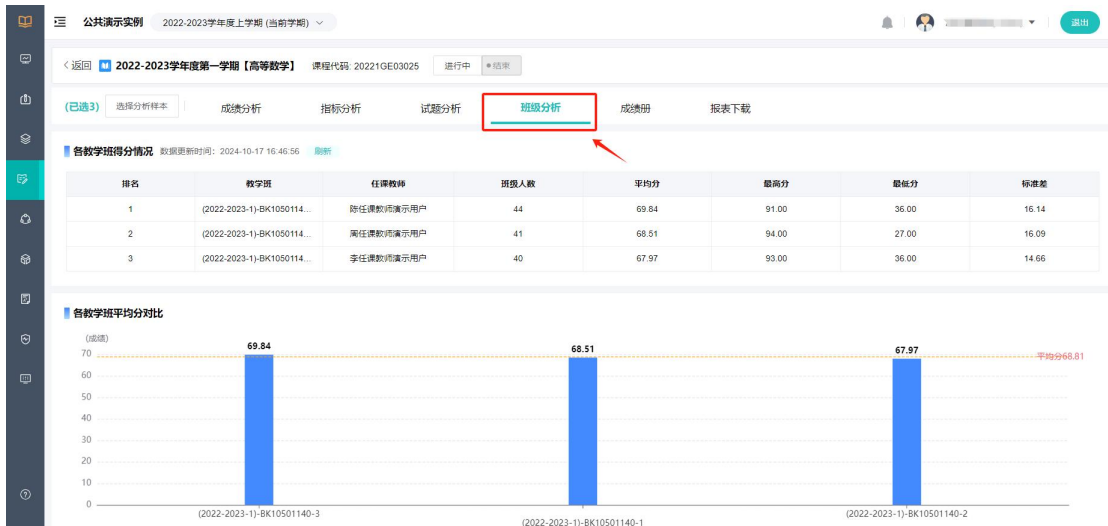 公共演示实例 2022-2023学年度上学期 (当前学期)
退出
<返回 2022-2023学年度第一学期【高等数学】 课程代码: 20221GE03025 进行中 结束
(已选3) 选择分析样本 成绩分析 指标分析 试题分析 班级分析 成绩册 报表下载
各教学班得分情况 数据更新时间：2024-10-17 16:46:56 刷新
排名 教学班 任课教师 班级人数 平均分 最高分 最低分 标准差
1 (2022-2023-1)-BK1050114... 陈任课教师演示用户 44 69.84 91.00 36.00 16.14
2 (2022-2023-1)-BK1050114... 周任课教师演示用户 41 68.51 94.00 27.00 16.09
3 (2022-2023-1)-BK1050114... 李任课教师演示用户 40 67.97 93.00 36.00 14.66
各教学班平均分对比
(成绩)
69.84 68.51 67.97
70
平均分68.81
60
50
40
30
20
10
0
(2022-2023-1)-BK10501140-3 (2022-2023-1)-BK10501140-1 (2022-2023-1)-BK10501140-2